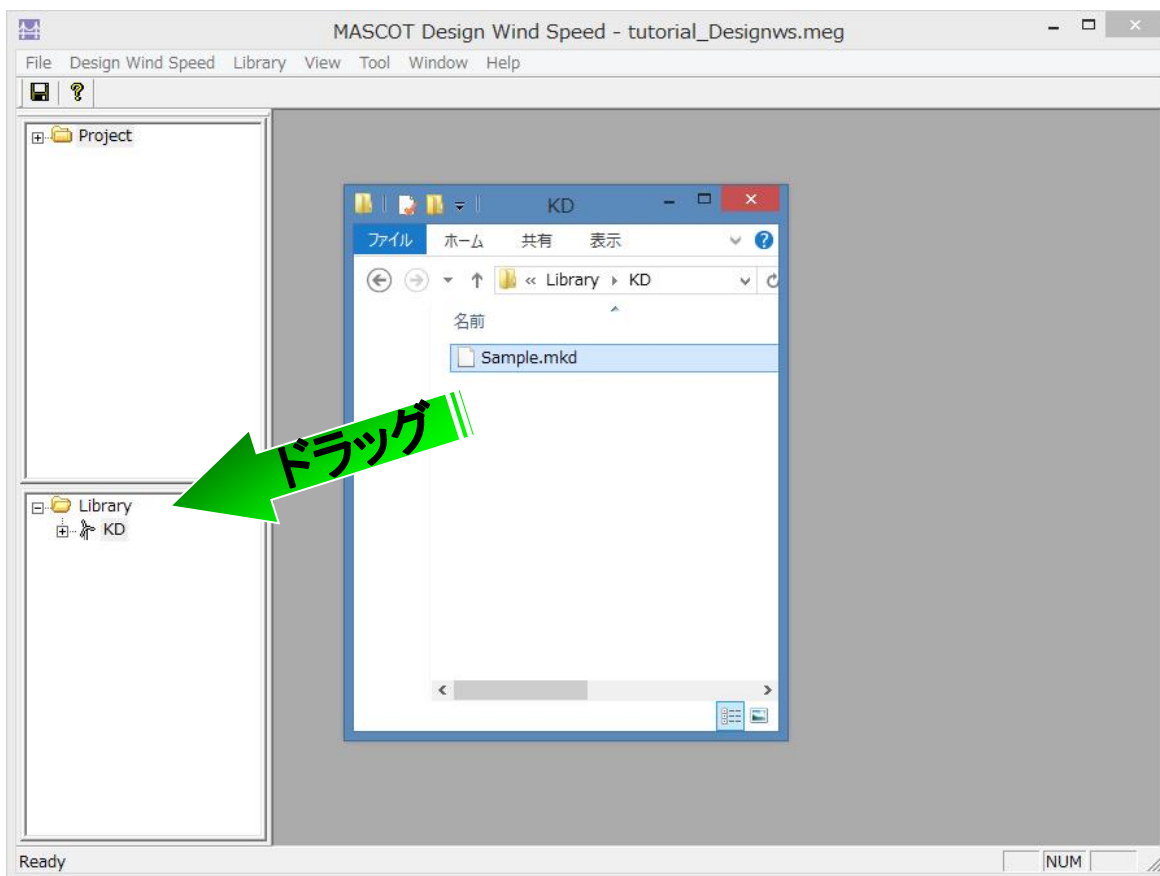 MASCOT Design Wind Speed - tutorial_Designws.meg
File Design Wind Speed Library View Tool Window Help
Project
KD
ファイル ホーム 共有 表示
« Library KD
名前
Sample.mkd
ドラッグ
Library
KD
Ready
NUM